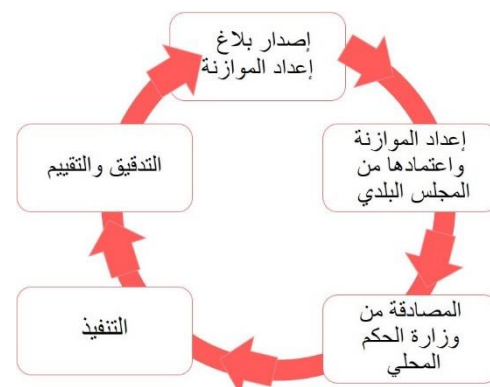 إصدار بلاغ
إعداد الموازنة
إعداد الموازنة
واعتمادها من
المجلس البلدي
المصادقة من
وزارة الحكم
المحلي
التنفيذ
التدقيق والتقييم